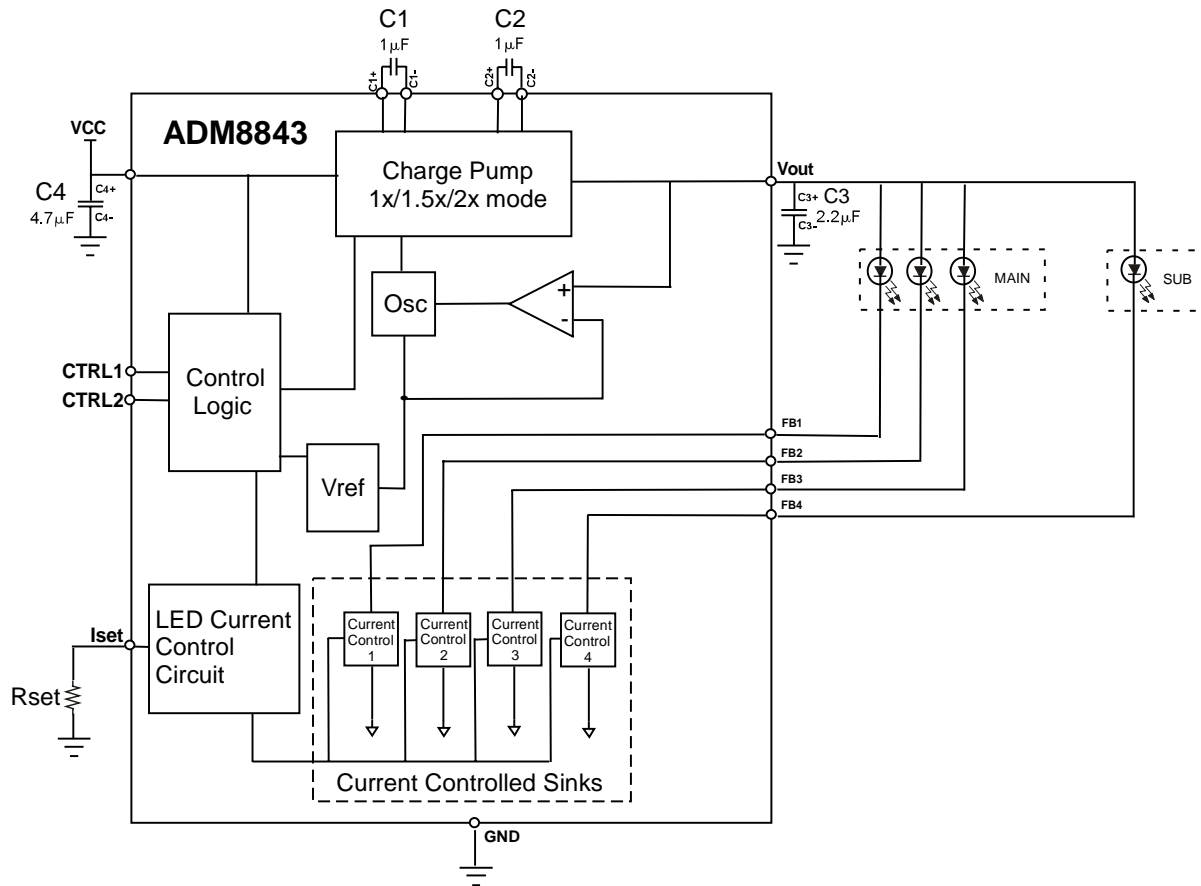 C1
1μF
C2
1μF
C1+
C1-
C2+
C2-
VCC
ADM8843
Charge Pump
1x/1.5x/2x mode
Vout
C4
4.7μF
C4+
C4-
C3+
C3-
C3
2.2μF
MAIN
SUB
Osc
+
-
CTRL1
CTRL2
Control
Logic
Vref
FB1
FB2
FB3
FB4
LED Current
Control
Circuit
Iset
Rset
Current
Control
1
Current
Control
2
Current
Control
3
Current
Control
4
Current Controlled Sinks
GND